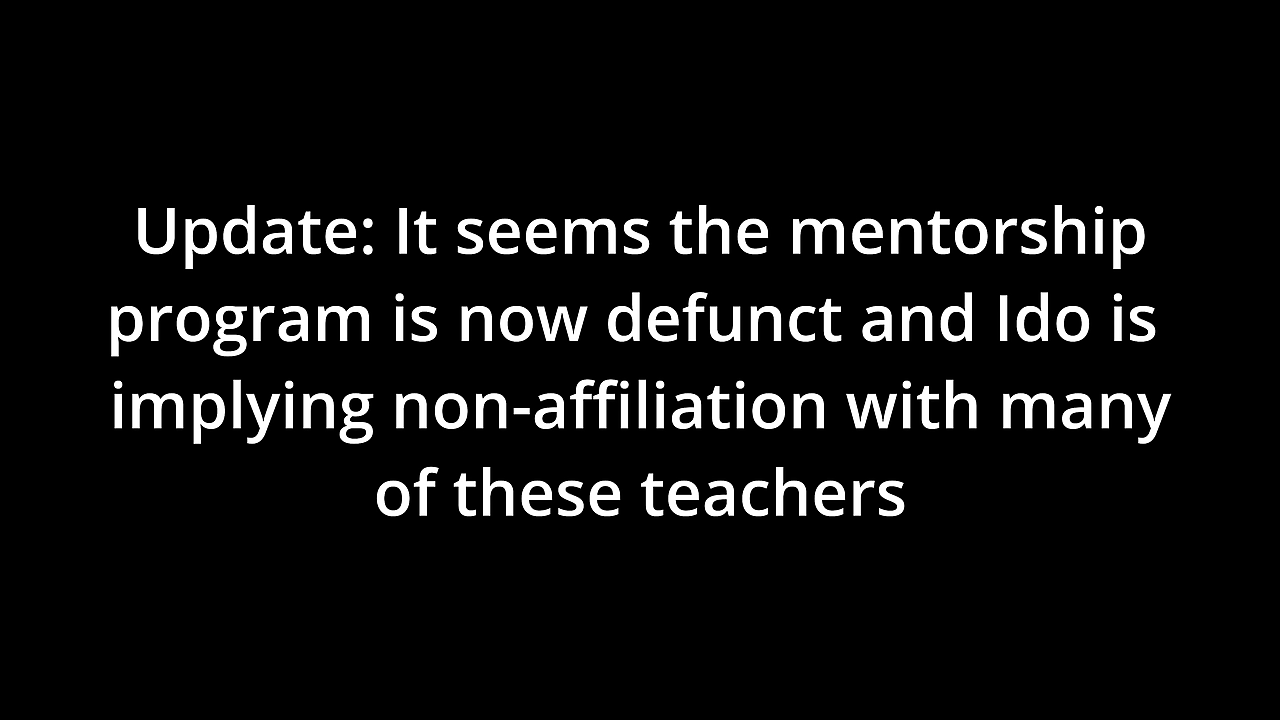 Update: It seems the mentorship
program is now defunct and Ido is
implying non-affiliation with many
of these teachers